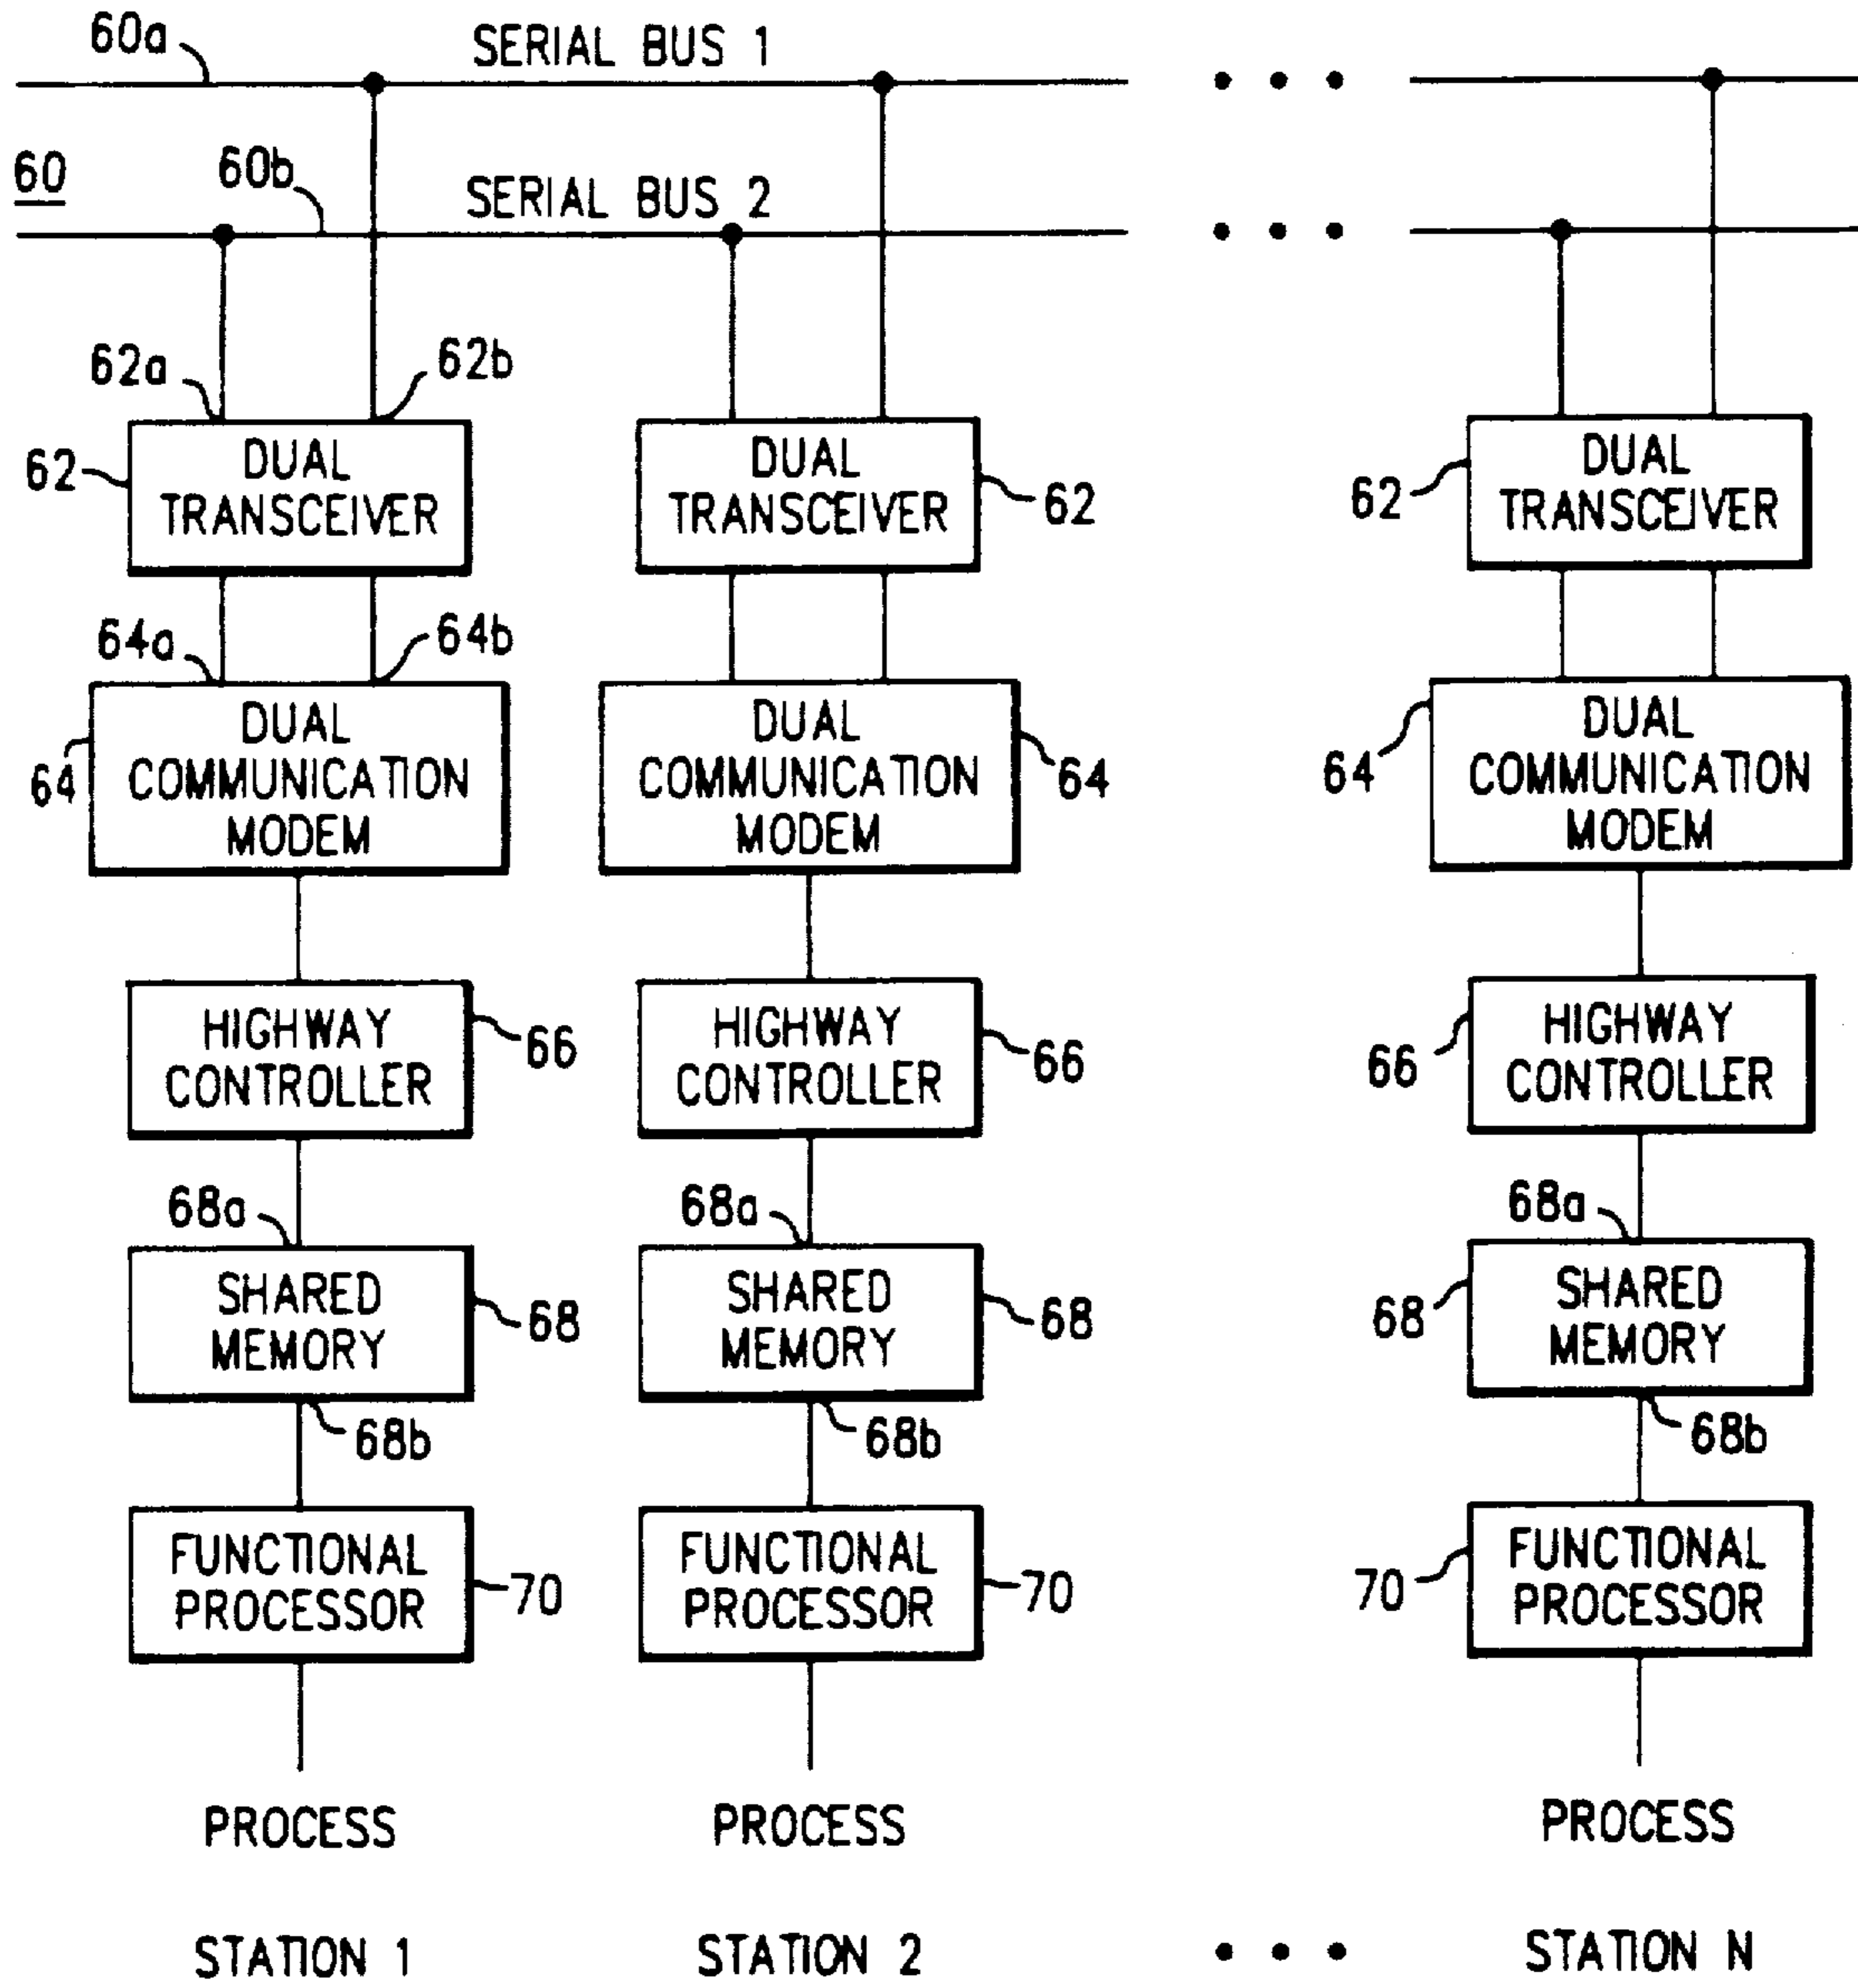 60a SERIAL BUS 1
60
60b SERIAL BUS 2
62a 62b
62 DUAL TRANSCEIVER
DUAL TRANSCEIVER 62
62 DUAL TRANSCEIVER
64a 64b
64 DUAL COMMUNICATION MODEM
DUAL COMMUNICATION MODEM 64
64 DUAL COMMUNICATION MODEM
HIGHWAY CONTROLLER 66
HIGHWAY CONTROLLER 66
66 HIGHWAY CONTROLLER
68a 68a 68a
SHARED MEMORY 68
SHARED MEMORY 68
68 SHARED MEMORY
68b 68b 68b
FUNCTIONAL PROCESSOR 70
FUNCTIONAL PROCESSOR 70
70 FUNCTIONAL PROCESSOR
PROCESS PROCESS PROCESS
STATION 1 STATION 2 • • • STATION N